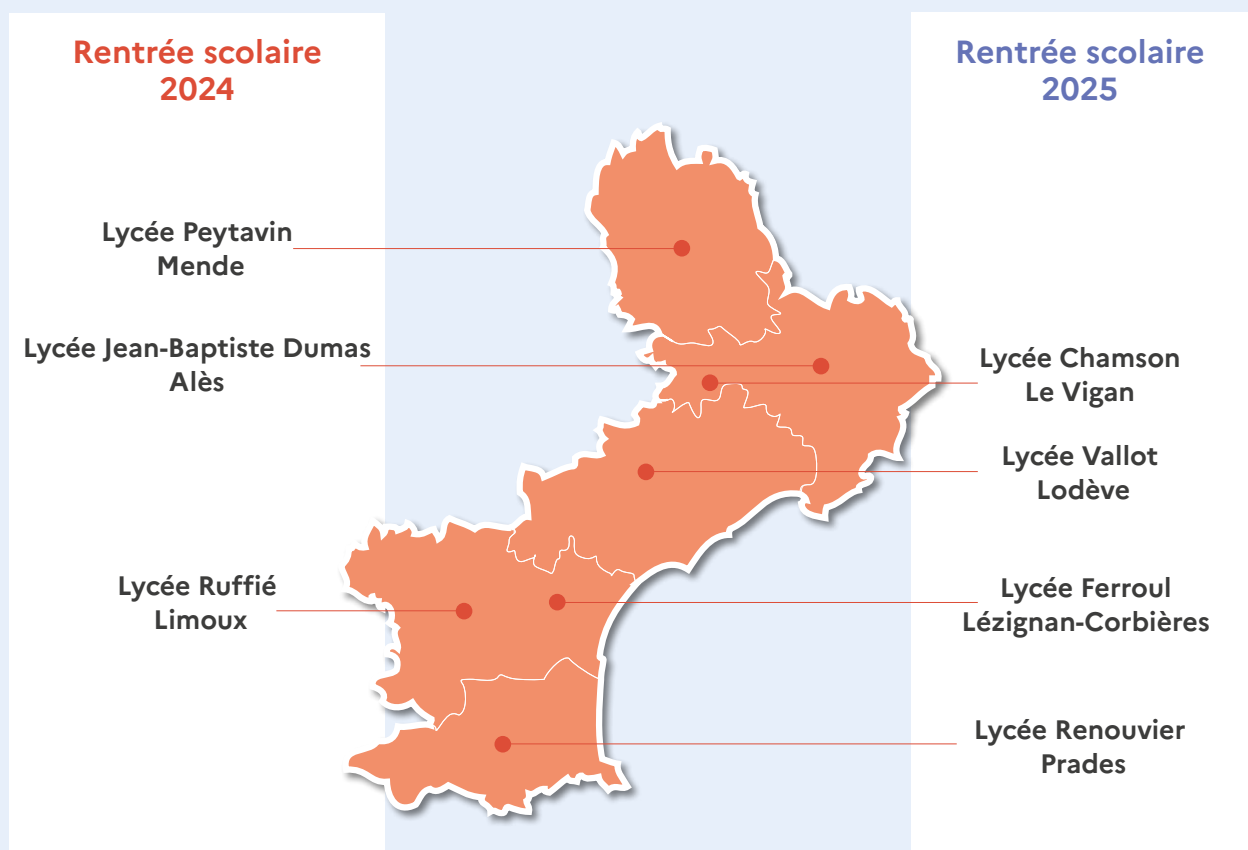 Rentrée scolaire
2024
Lycée Peytavin
Mende
Lycée Jean-Baptiste Dumas
Alès
Lycée Ruffié
Limoux
Rentrée scolaire
2025
Lycée Chamson
Le Vigan
Lycée Vallot
Lodève
Lycée Ferroul
Lézignan-Corbières
Lycée Renouvier
Prades